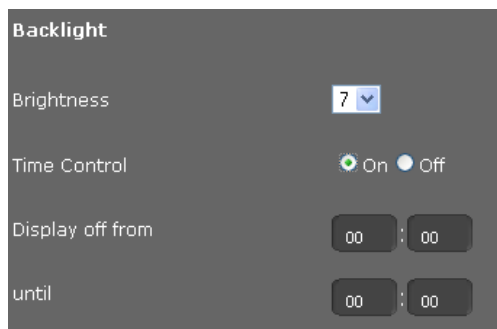 Backlight
Brightness 7
Time Control On Off
Display off from 00 : 00
until 00 : 00